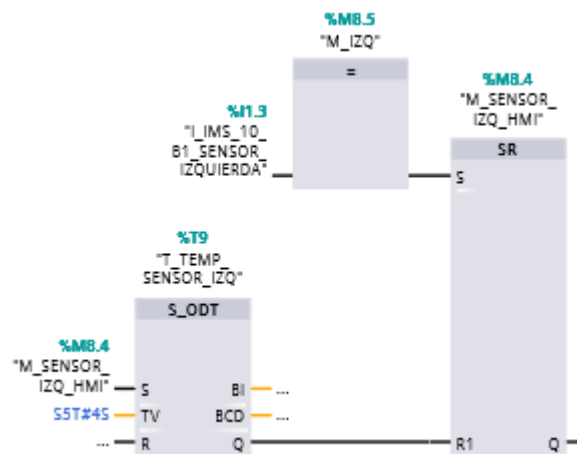 %M8.5
"M_IZQ"
=
%M8.4
"M_SENSOR_
IZQ_HMI"
SR
%I1.3
"I_IMS_10_
B1_SENSOR_
IZQUIERDA"
S
%T9
"T_TEMP_
SENSOR_IZQ"
S_ODT
%M8.4
"M_SENSOR_
IZQ_HMI"
S
BI
...
S5T#4S
TV
BCD
...
...
R
Q
R1
Q